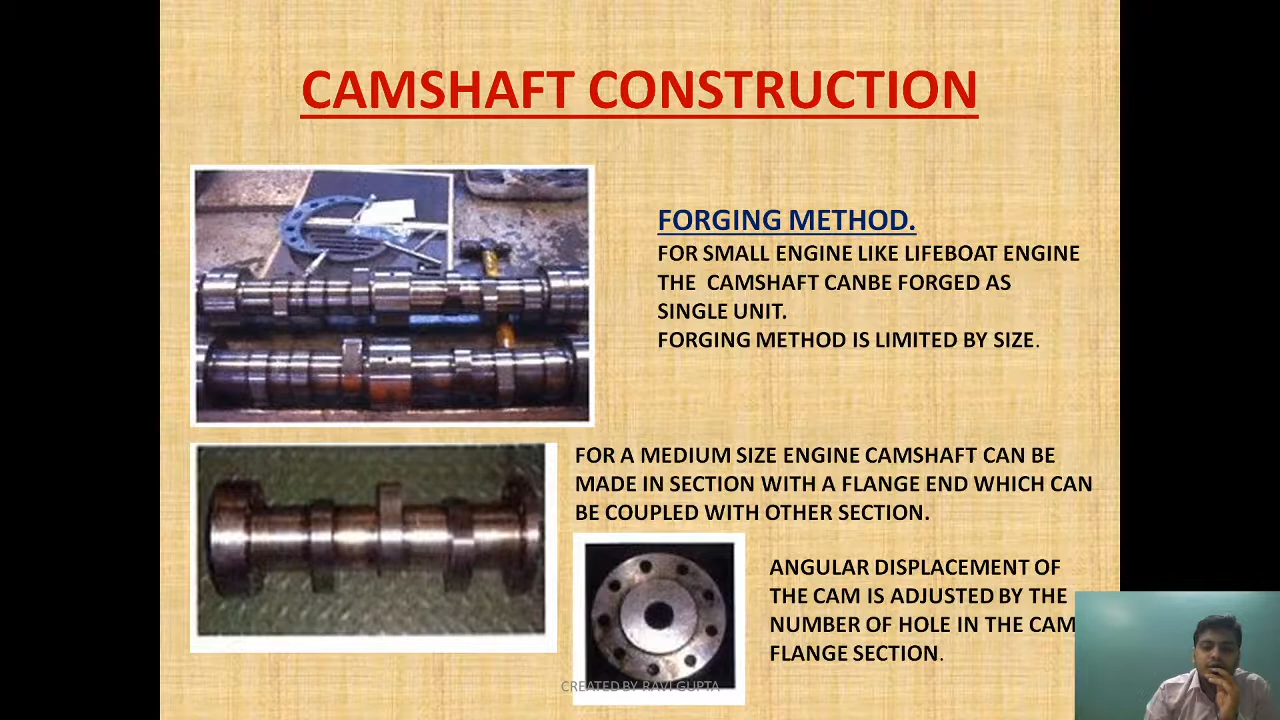 CAMSHAFT CONSTRUCTION
FORGING METHOD.
FOR SMALL ENGINE LIKE LIFEBOAT ENGINE
THE CAMSHAFT CANBE FORGED AS
SINGLE UNIT.
FORGING METHOD IS LIMITED BY SIZE.
FOR A MEDIUM SIZE ENGINE CAMSHAFT CAN BE
MADE IN SECTION WITH A FLANGE END WHICH CAN
BE COUPLED WITH OTHER SECTION.
ANGULAR DISPLACEMENT OF
THE CAM IS ADJUSTED BY THE
NUMBER OF HOLE IN THE CAM
FLANGE SECTION.
CREATED BY RAVI GUPTA